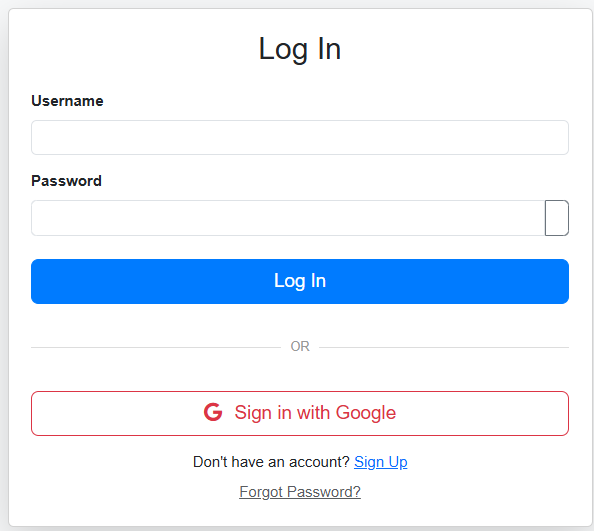 Log In
Username
Password
Log In
OR
Sign in with Google
Don't have an account? Sign Up
Forgot Password?